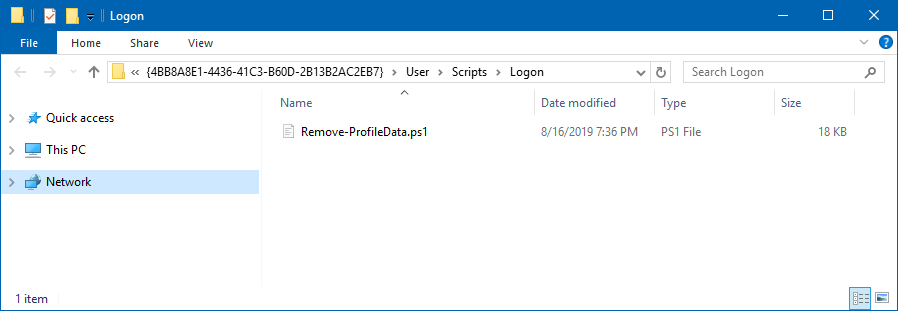 Logon
File Home Share View
« {4BB8A8E1-4436-41C3-B60D-2B13B2AC2EB7} User Scripts Logon Search Logon
Name Date modified Type Size
Quick access
Remove-ProfileData.ps1 8/16/2019 7:36 PM PS1 File 18 KB
This PC
Network
1 item